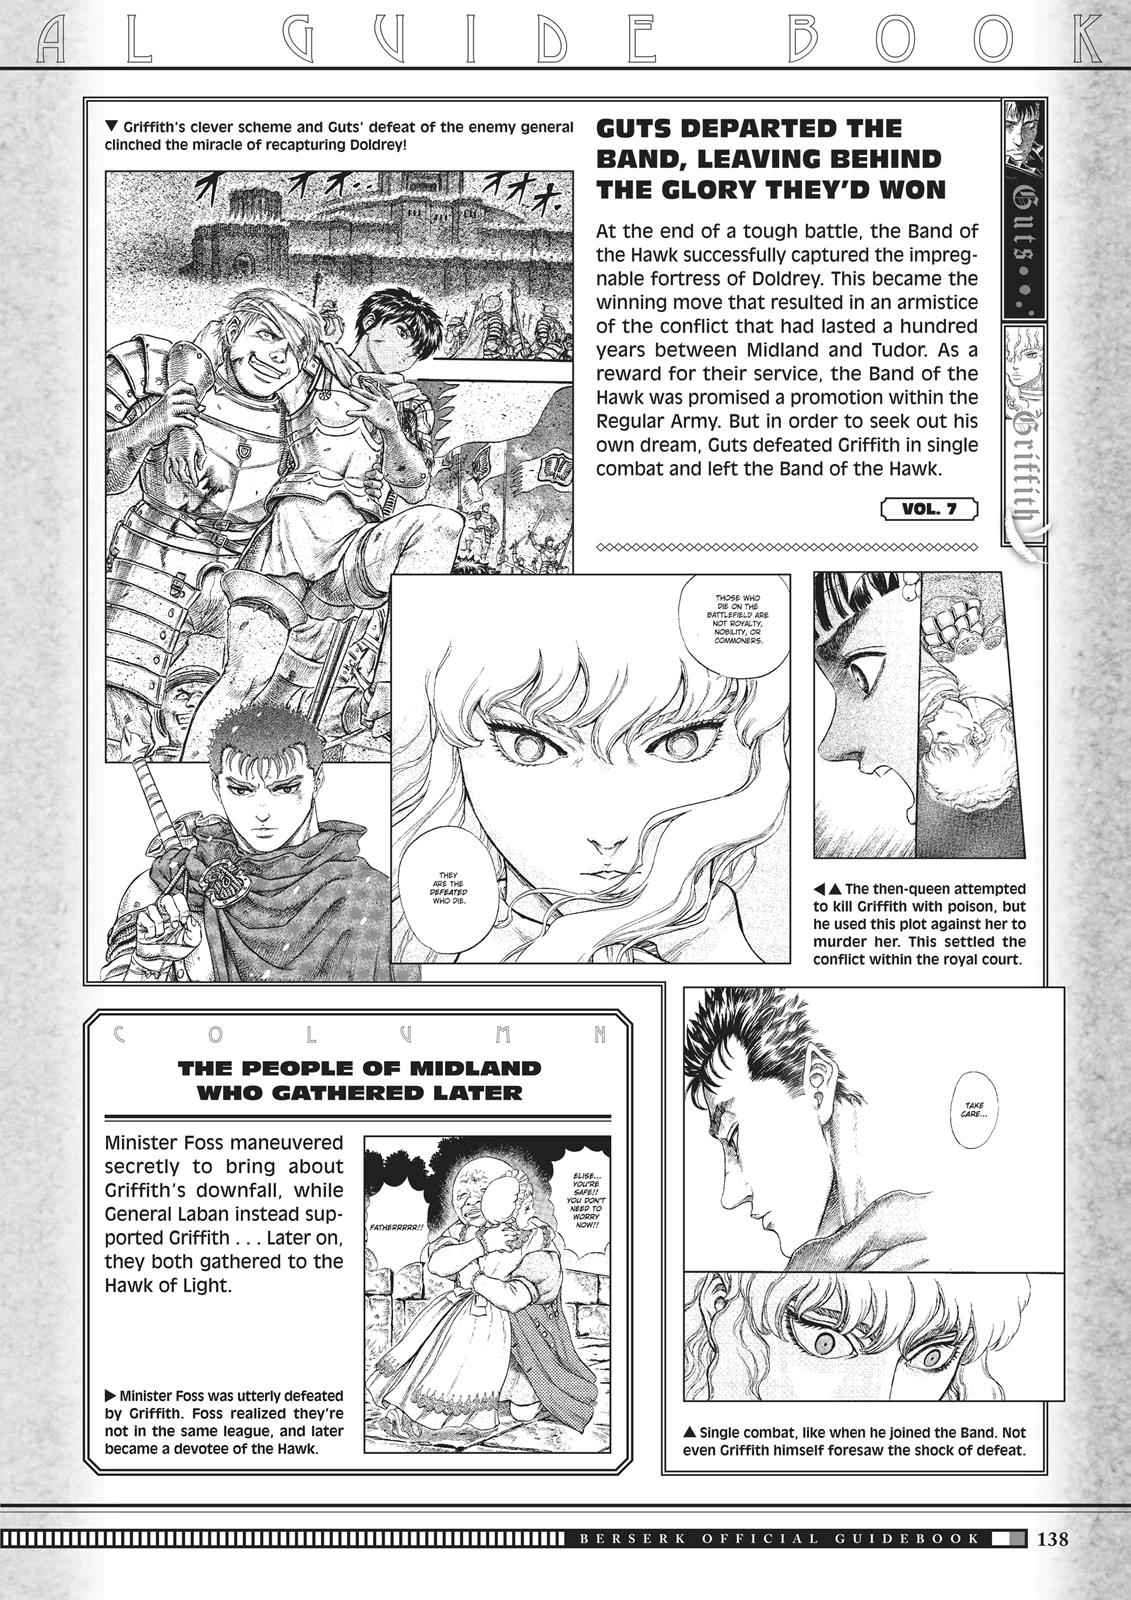 AL GUIDE BOOK
▼ Griffith's clever scheme and Guts' defeat of the enemy general
clinched the miracle of recapturing Doldrey!
GUTS DEPARTED THE
BAND, LEAVING BEHIND
THE GLORY THEY'D WON
At the end of a tough battle, the Band of
the Hawk successfully captured the impreg-
nable fortress of Doldrey. This became the
winning move that resulted in an armistice
of the conflict that had lasted a hundred
years between Midland and Tudor. As a
reward for their service, the Band of the
Hawk was promised a promotion within the
Regular Army. But in order to seek out his
own dream, Guts defeated Griffith in single
combat and left the Band of the Hawk.
VOL. 7
Guts
Griffith
THOSE WHO
DIE ON THE
BATTLEFIELD ARE
NOT ROYALTY,
NOBILITY, OR
COMMONERS.
THEY
ARE THE
DEFEATED
WHO DIE.
◀▲ The then-queen attempted
to kill Griffith with poison, but
he used this plot against her to
murder her. This settled the
conflict within the royal court.
COLUMN
THE PEOPLE OF MIDLAND
WHO GATHERED LATER
Minister Foss maneuvered
secretly to bring about
Griffith's downfall, while
General Laban instead sup-
ported Griffith . . . Later on,
they both gathered to the
Hawk of Light.
▶ Minister Foss was utterly defeated
by Griffith. Foss realized they're
not in the same league, and later
became a devotee of the Hawk.
ELISE...
YOU'RE
SAFE!!
YOU DON'T
NEED TO
WORRY
NOW!!
FATHERRRRR!!
TAKE
CARE...
▲ Single combat, like when he joined the Band. Not
even Griffith himself foresaw the shock of defeat.
BERSERK OFFICIAL GUIDEBOOK
138